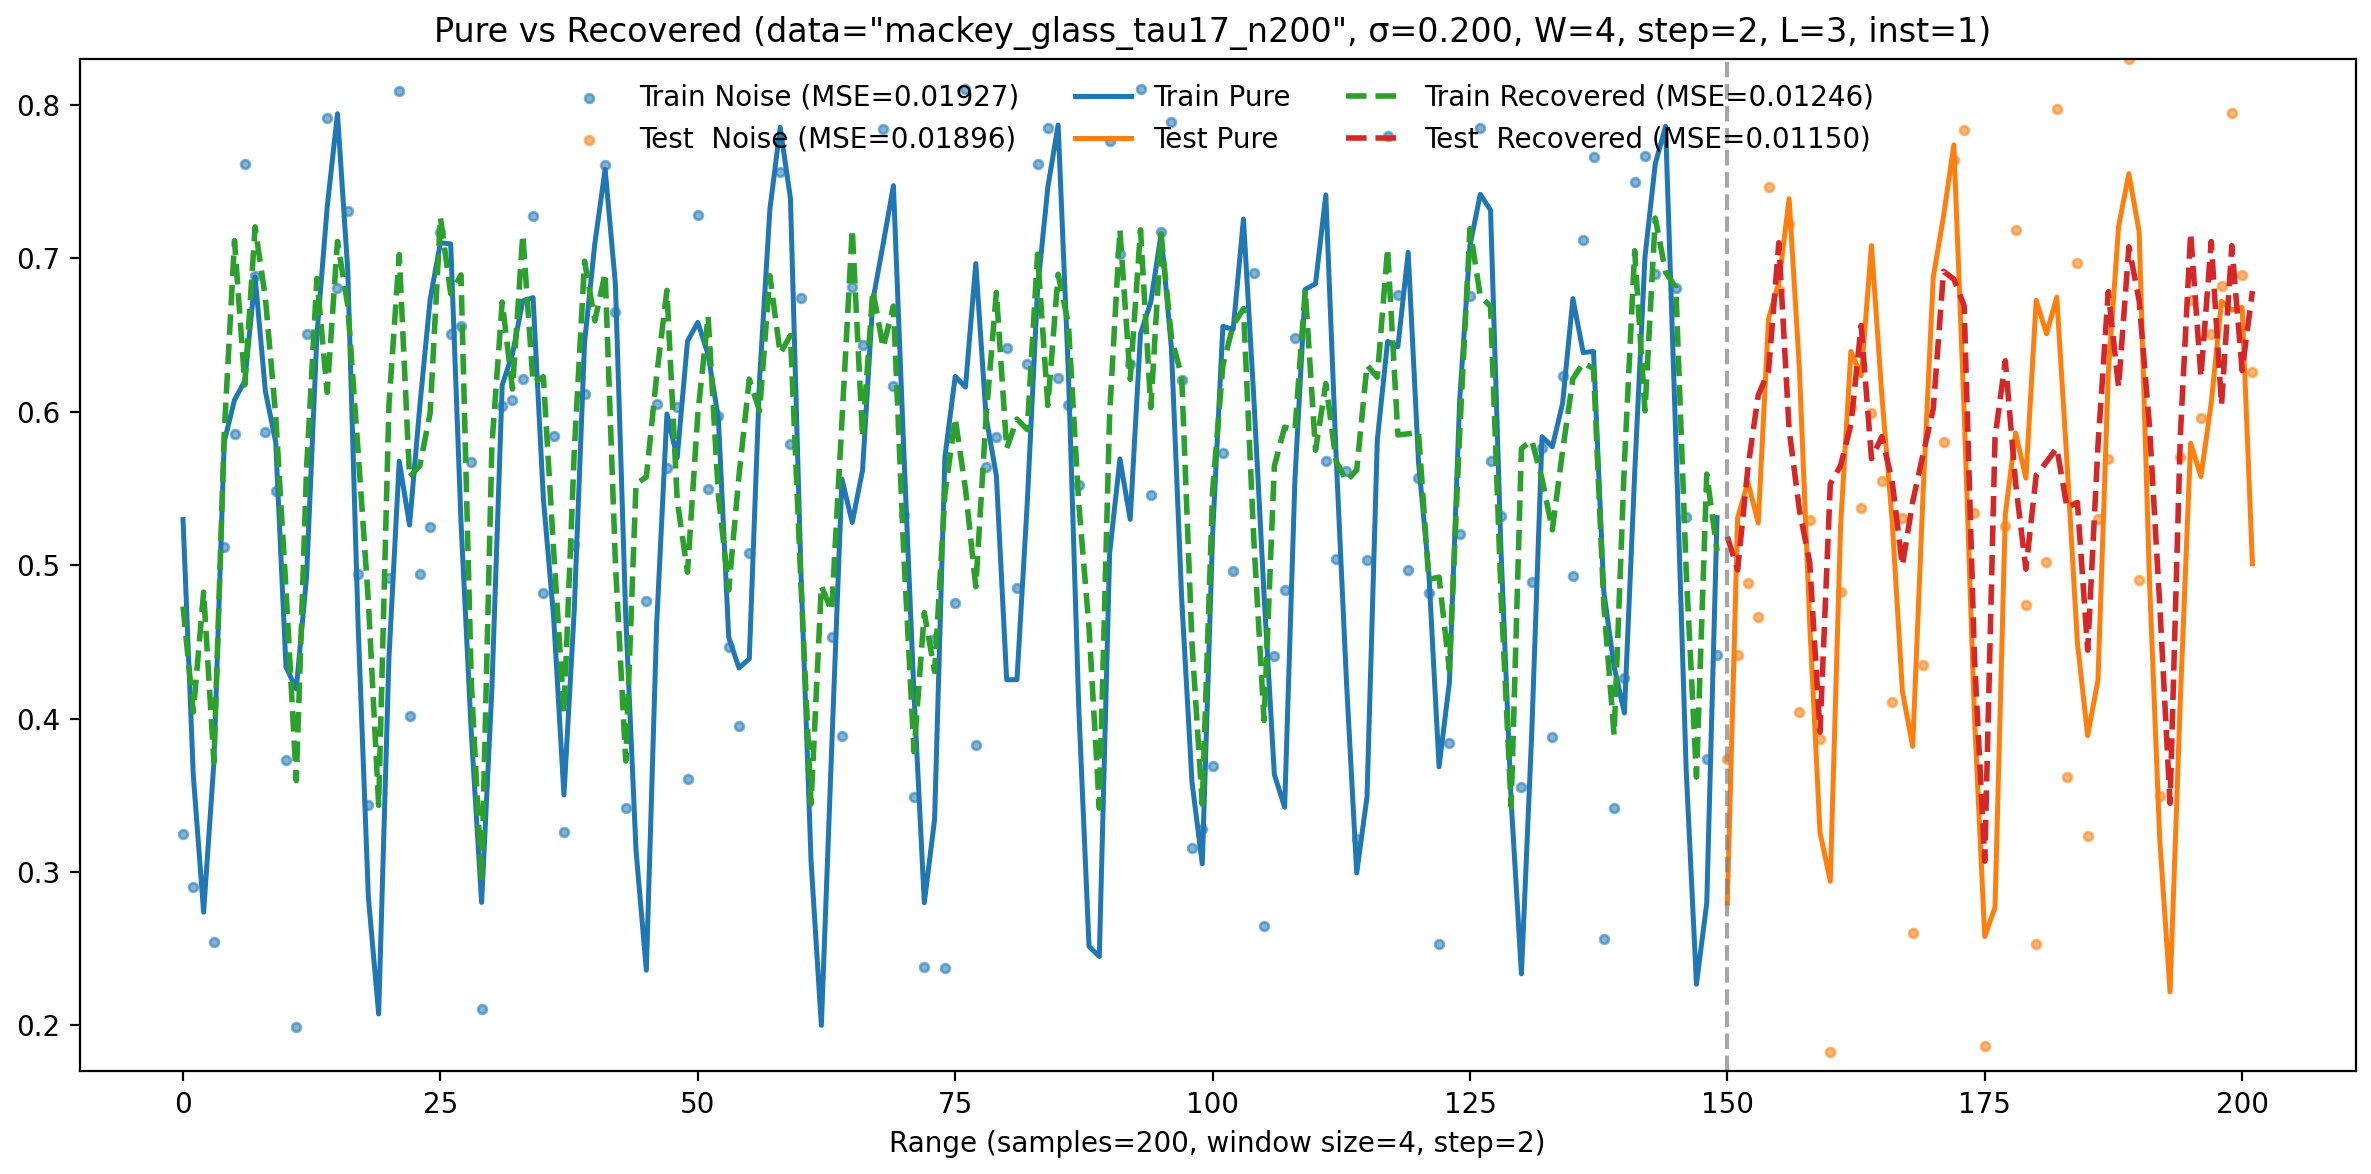 Pure vs Recovered (data="mackey_glass_tau17_n200", σ=0.200, W=4, step=2, L=3, inst=1)
Train Noise (MSE=0.01927) Train Pure Train Recovered (MSE=0.01246)
Test Noise (MSE=0.01896) Test Pure Test Recovered (MSE=0.01150)
0.8
0.7
0.6
0.5
0.4
0.3
0.2
0 25 50 75 100 125 150 175 200
Range (samples=200, window size=4, step=2)